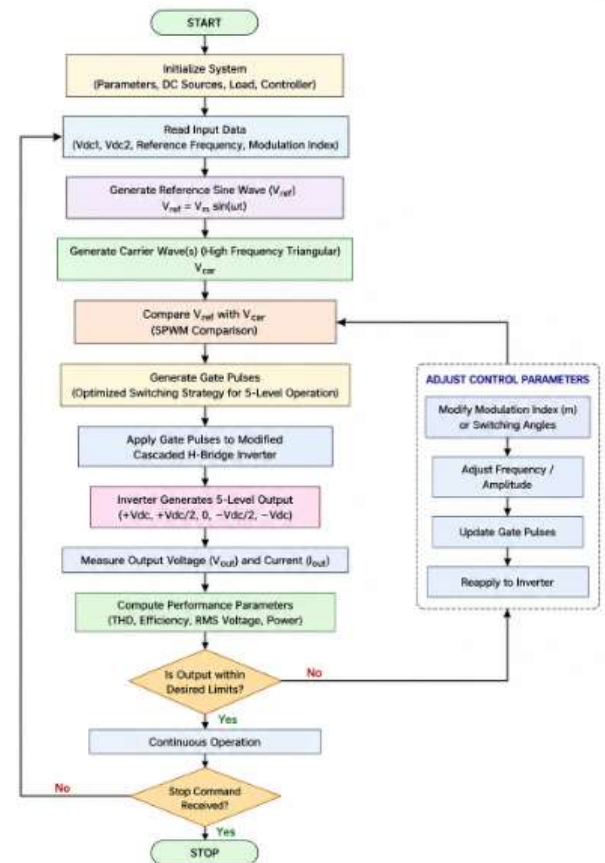 START
Initialize System
(Parameters, DC Sources, Load, Controller)
Read Input Data
(Vdc1, Vdc2, Reference Frequency, Modulation Index)
Generate Reference Sine Wave (Vref)
Vref = Vm sin(ωt)
Generate Carrier Wave(s) (High Frequency Triangular)
Vcar
Compare Vref with Vcar
(SPWM Comparison)
Generate Gate Pulses
(Optimized Switching Strategy for 5-Level Operation)
Apply Gate Pulses to Modified
Cascaded H-Bridge Inverter
Inverter Generates 5-Level Output
(+Vdc, +Vdc/2, 0, −Vdc/2, −Vdc)
Measure Output Voltage (Vout) and Current (Iout)
Compute Performance Parameters
(THD, Efficiency, RMS Voltage, Power)
Is Output within
Desired Limits?
No
Yes
Continuous Operation
Stop Command
Received?
No
Yes
STOP
ADJUST CONTROL PARAMETERS
Modify Modulation Index (m)
or Switching Angles
Adjust Frequency /
Amplitude
Update Gate Pulses
Reapply to Inverter